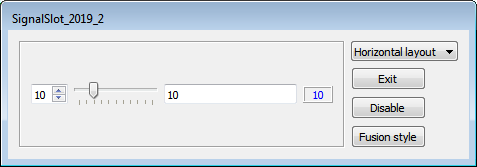 SignalSlot_2019_2
Horizontal layout
10 10 10
Exit
Disable
Fusion style